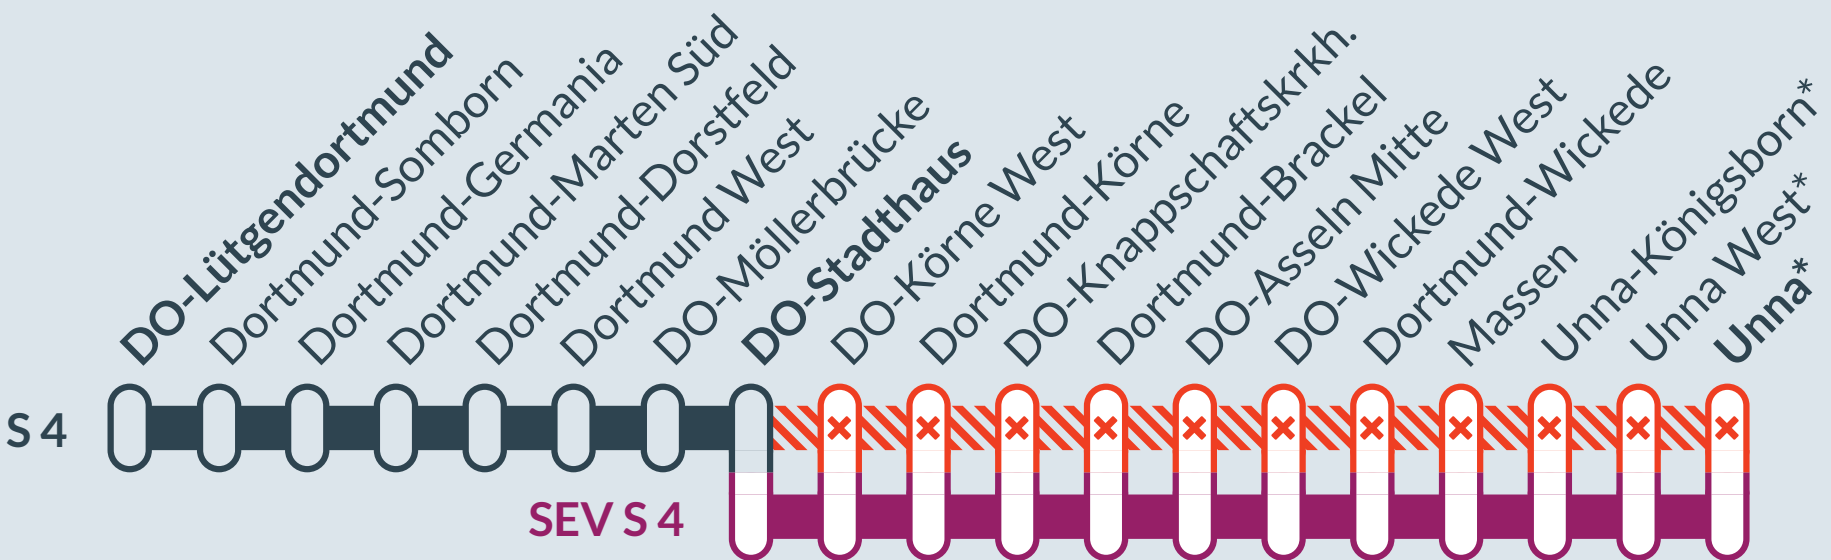 DO-Lütgendortmund
Dortmund-Somborn
Dortmund-Germania
Dortmund-Marten Süd
Dortmund-Dorstfeld
Dortmund West
DO-Möllerbrücke
DO-Stadthaus
DO-Körne West
Dortmund-Körne
DO-Knappschaftskrkh.
Dortmund-Brackel
DO-Asseln Mitte
DO-Wickede West
Dortmund-Wickede
Massen
Unna-Königsborn*
Unna West*
Unna*
S 4
SEV S 4